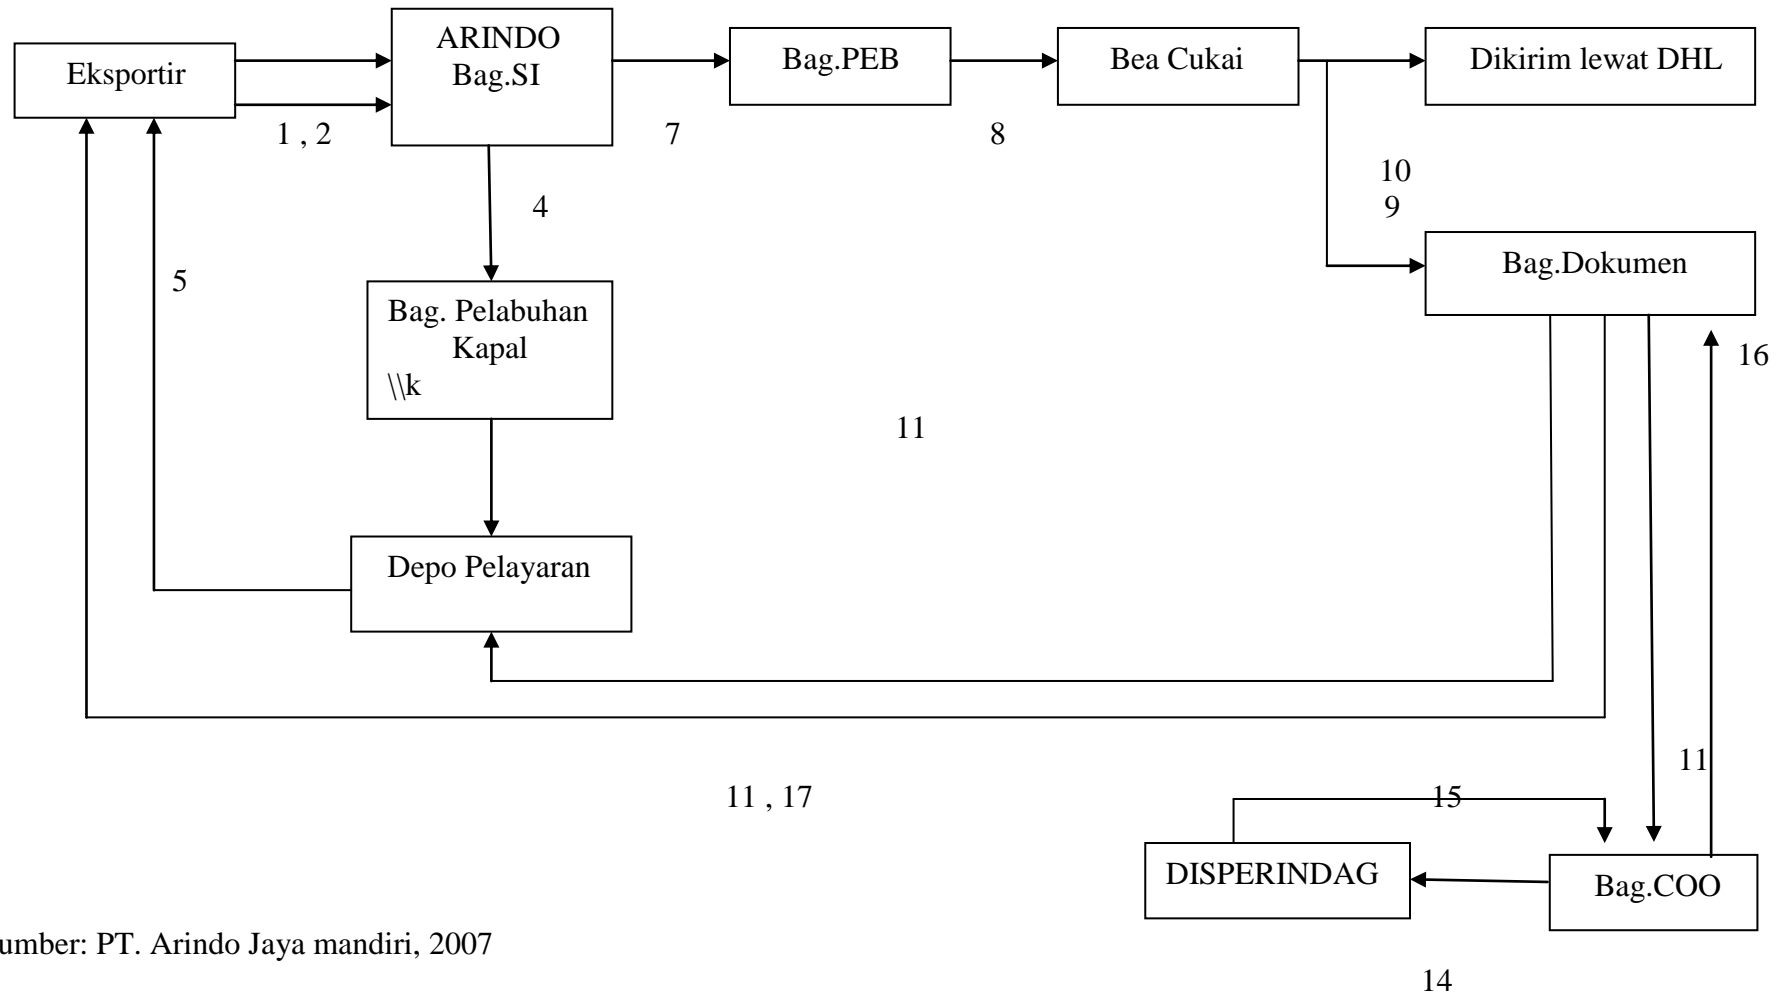 ARINDO
Bag.SI
Eksportir
Bag.PEB
Bea Cukai
Dikirim lewat DHL
1 , 2
7
8
10
9
4
5
Bag.Dokumen
Bag. Pelabuhan
Kapal
\\k
16
11
Depo Pelayaran
11
11 , 17
15
DISPERINDAG
Bag.COO
umber: PT. Arindo Jaya mandiri, 2007
14